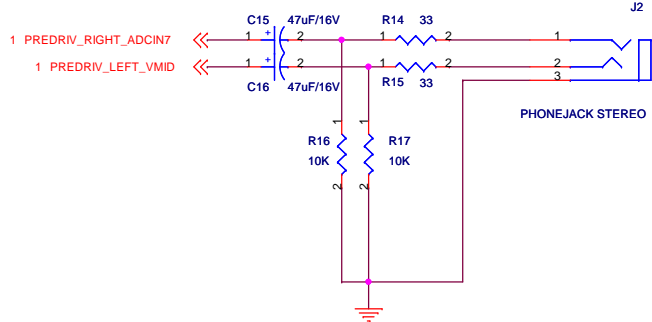 J2
C15 47uF/16V R14 33
1 PREDRIV_RIGHT_ADCIN7 1 + 2 1 2 1
1 PREDRIV_LEFT_VMID 1 + 2 1 2 2
3
C16 47uF/16V R15 33
PHONEJACK STEREO
1 1
R16 R17
10K 10K
2 2